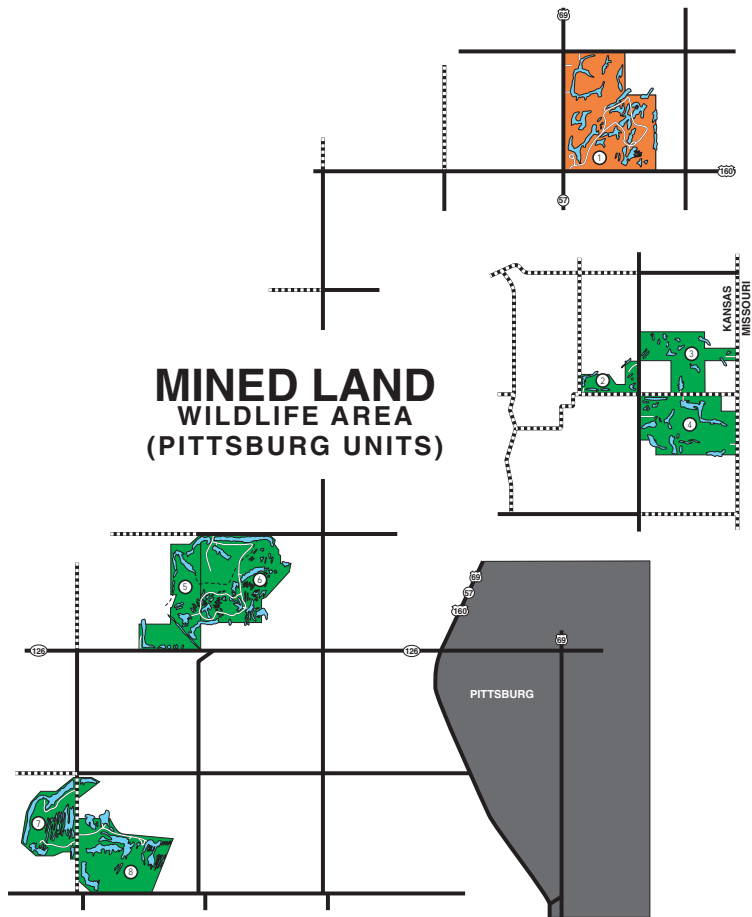 69
1
160
57
KANSAS
MISSOURI
3
2
4
MINED LAND
WILDLIFE AREA
(PITTSBURG UNITS)
5
6
69
57
160
69
126
126
PITTSBURG
7
8